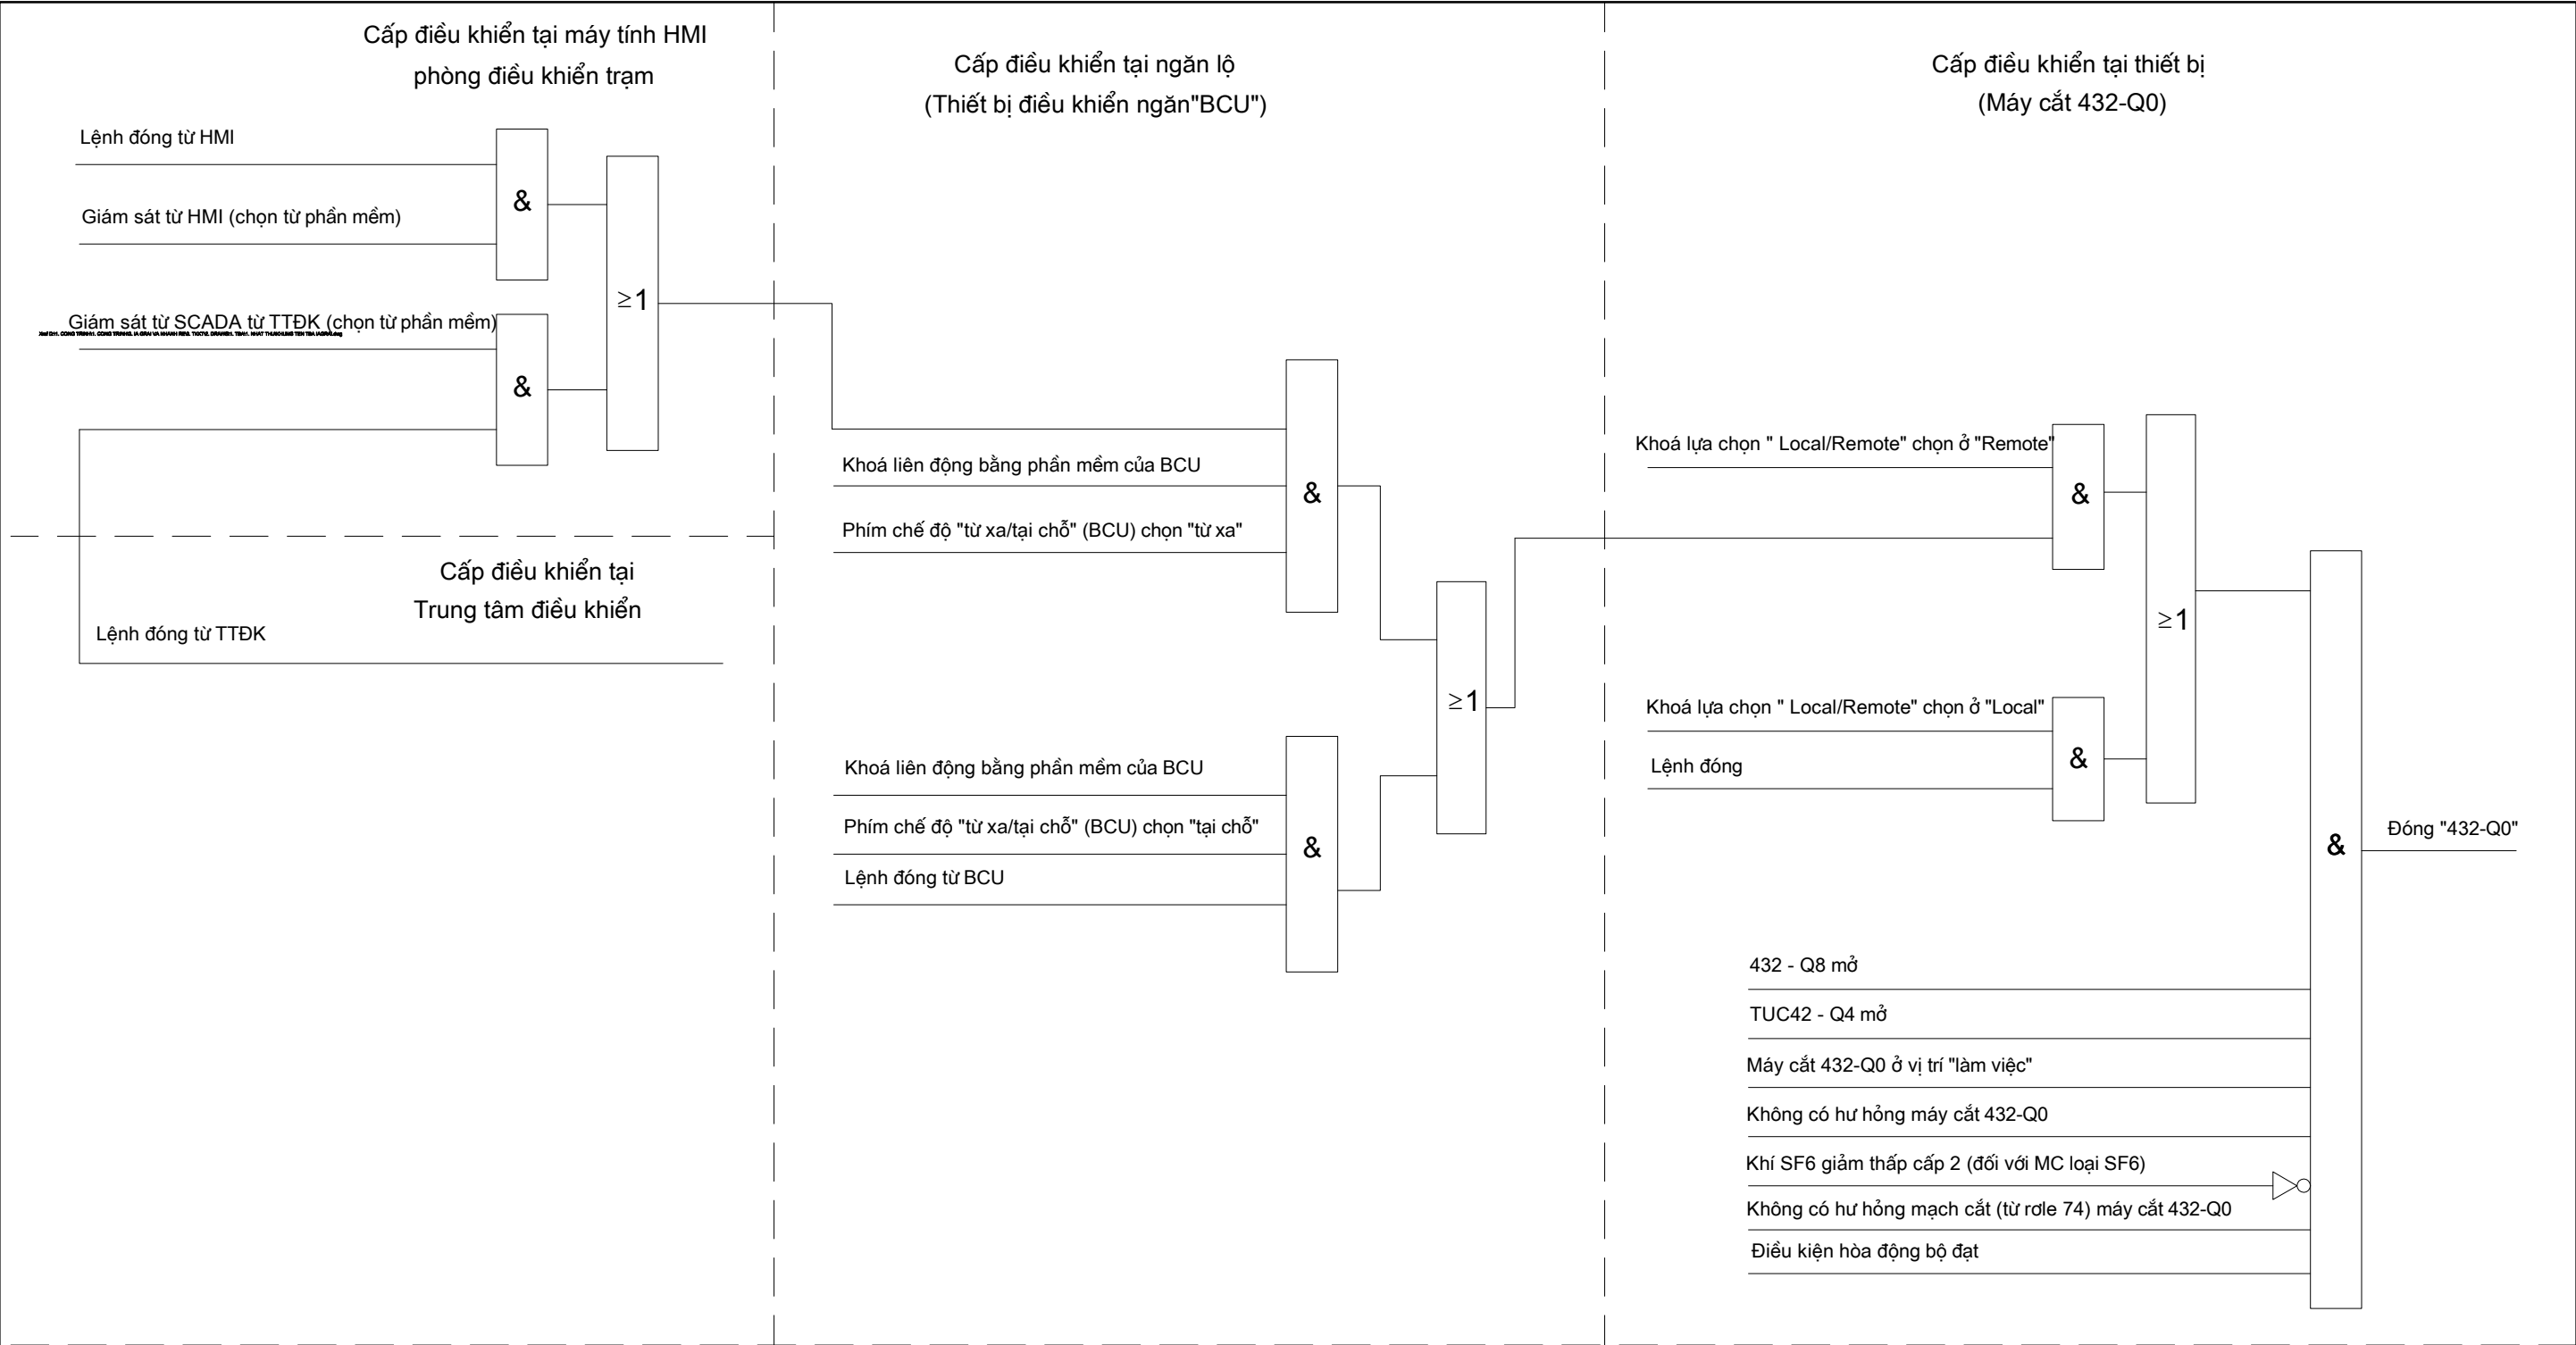 Cấp điều khiển tại máy tính HMI
phòng điều khiển trạm
Lệnh đóng từ HMI
&
Giám sát từ HMI (chọn từ phần mềm)
≥1
Giám sát từ SCADA từ TTĐK (chọn từ phần mềm)
&
Cấp điều khiển tại
Trung tâm điều khiển
Lệnh đóng từ TTĐK
Cấp điều khiển tại ngăn lộ
(Thiết bị điều khiển ngăn"BCU")
Khoá liên động bằng phần mềm của BCU
&
Phím chế độ "từ xa/tại chỗ" (BCU) chọn "từ xa"
≥1
Khoá liên động bằng phần mềm của BCU
Phím chế độ "từ xa/tại chỗ" (BCU) chọn "tại chỗ"
&
Lệnh đóng từ BCU
Cấp điều khiển tại thiết bị
(Máy cắt 432-Q0)
Khoá lựa chọn " Local/Remote" chọn ở "Remote"
&
≥1
Khoá lựa chọn " Local/Remote" chọn ở "Local"
&
Lệnh đóng
&
Đóng "432-Q0"
432 - Q8 mở
TUC42 - Q4 mở
Máy cắt 432-Q0 ở vị trí "làm việc"
Không có hư hỏng máy cắt 432-Q0
Khí SF6 giảm thấp cấp 2 (đối với MC loại SF6)
Không có hư hỏng mạch cắt (từ rơle 74) máy cắt 432-Q0
Điều kiện hòa động bộ đạt